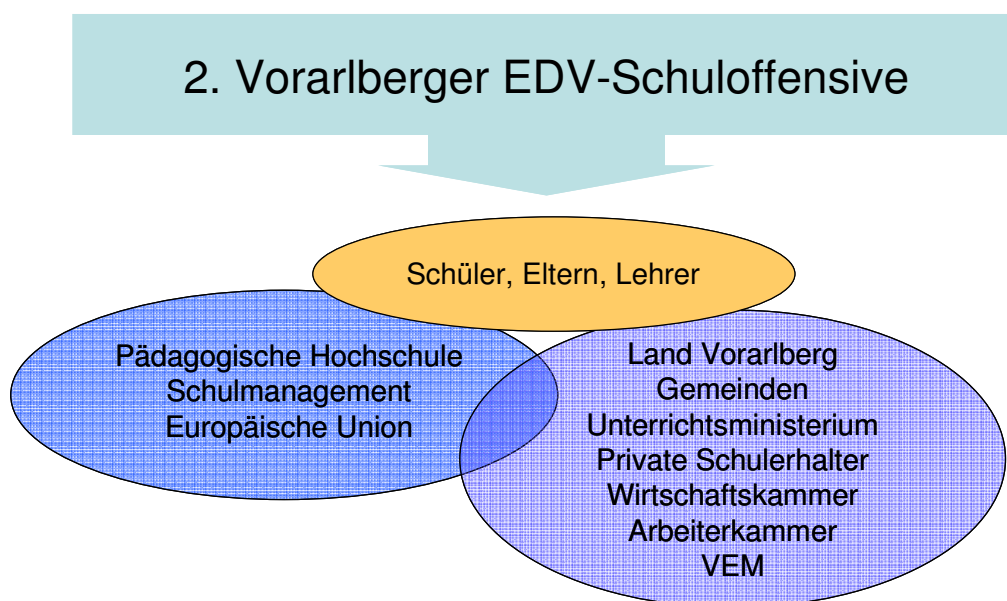 2. Vorarlberger EDV-Schuloffensive
Schüler, Eltern, Lehrer
Pädagogische Hochschule
Schulmanagement
Europäische Union
Land Vorarlberg
Gemeinden
Unterrichtsministerium
Private Schulerhalter
Wirtschaftskammer
Arbeiterkammer
VEM